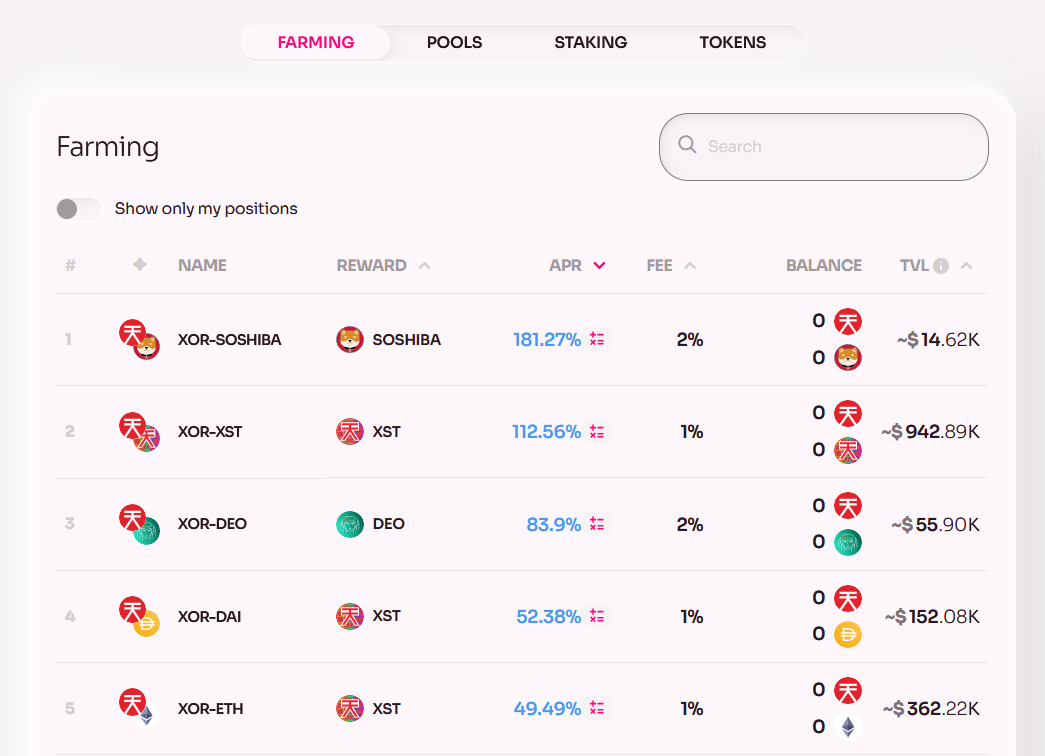 FARMING POOLS STAKING TOKENS
Farming
Search
Show only my positions
# NAME REWARD APR FEE BALANCE TVL i
1 XOR-SOSHIBA SOSHIBA 181.27% 2% 0 0 ~$14.62K
2 XOR-XST XST 112.56% 1% 0 0 ~$942.89K
3 XOR-DEO DEO 83.9% 2% 0 0 ~$55.90K
4 XOR-DAI XST 52.38% 1% 0 0 ~$152.08K
5 XOR-ETH XST 49.49% 1% 0 0 ~$362.22K